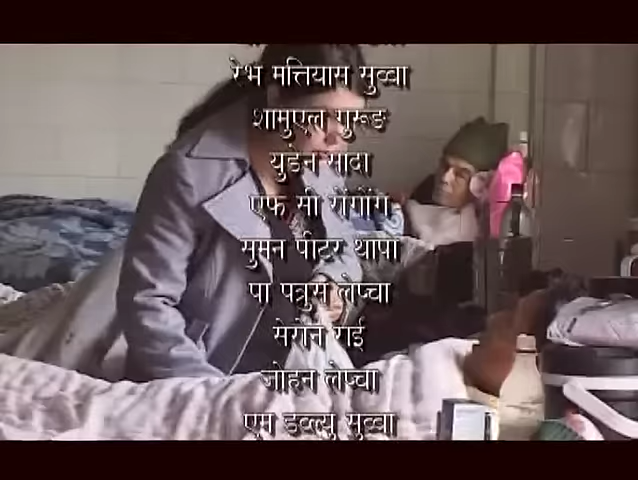 रेभ मत्तियास सुब्बा
शामुएल गुरूङ
युडेन सादा
एफ सी रोंगोंग
सुमन पीटर थापा
पा पत्रुस लेप्चा
सेरोन राई
जोहन लेप्चा
एम डब्ल्यु सुब्बा